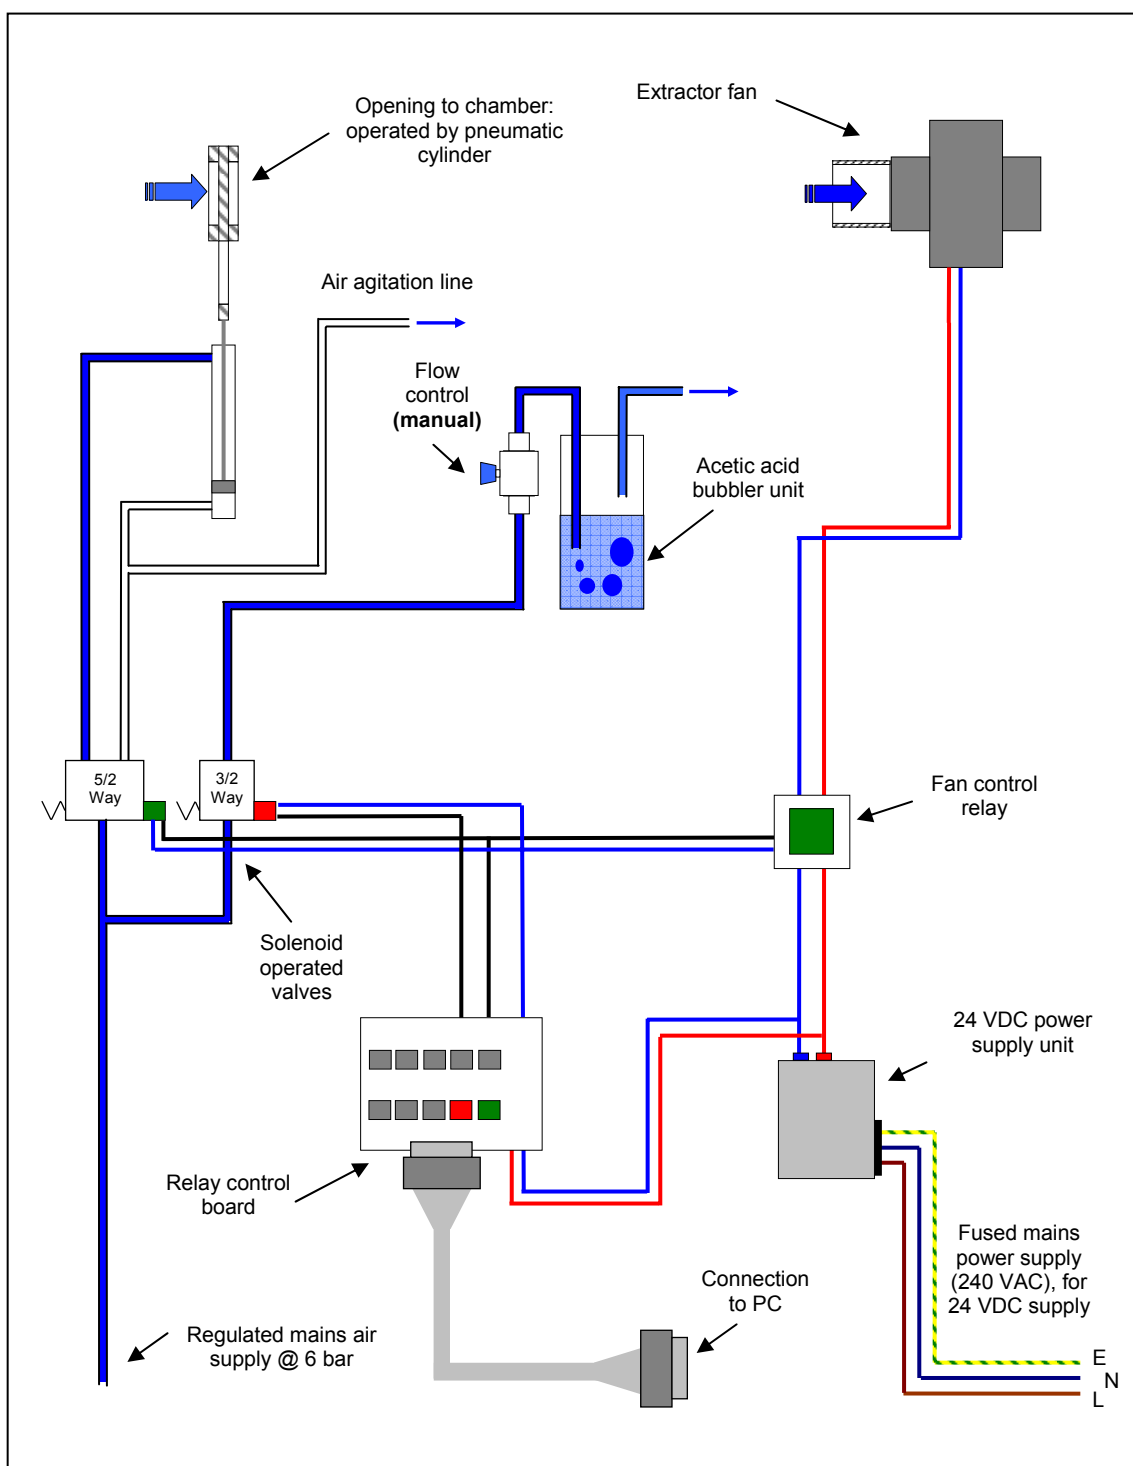 Opening to chamber:
operated by pneumatic
cylinder
Extractor fan
Air agitation line
Flow
control
(manual)
Acetic acid
bubbler unit
5/2
Way
3/2
Way
Fan control
relay
Solenoid
operated
valves
24 VDC power
supply unit
Relay control
board
Fused mains
power supply
(240 VAC), for
24 VDC supply
Connection
to PC
Regulated mains air
supply @ 6 bar
E
N
L